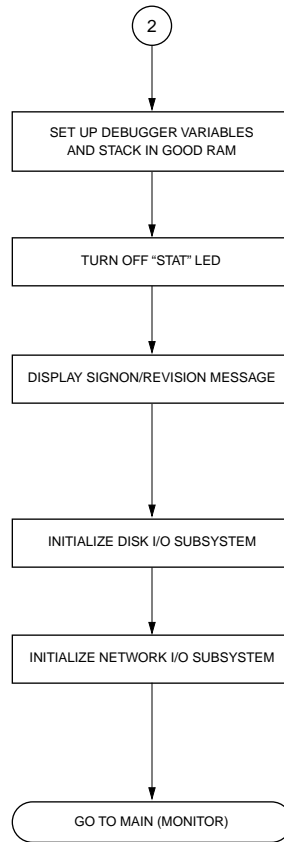 2
SET UP DEBUGGER VARIABLES
AND STACK IN GOOD RAM
TURN OFF “STAT” LED
DISPLAY SIGNON/REVISION MESSAGE
INITIALIZE DISK I/O SUBSYSTEM
INITIALIZE NETWORK I/O SUBSYSTEM
GO TO MAIN (MONITOR)